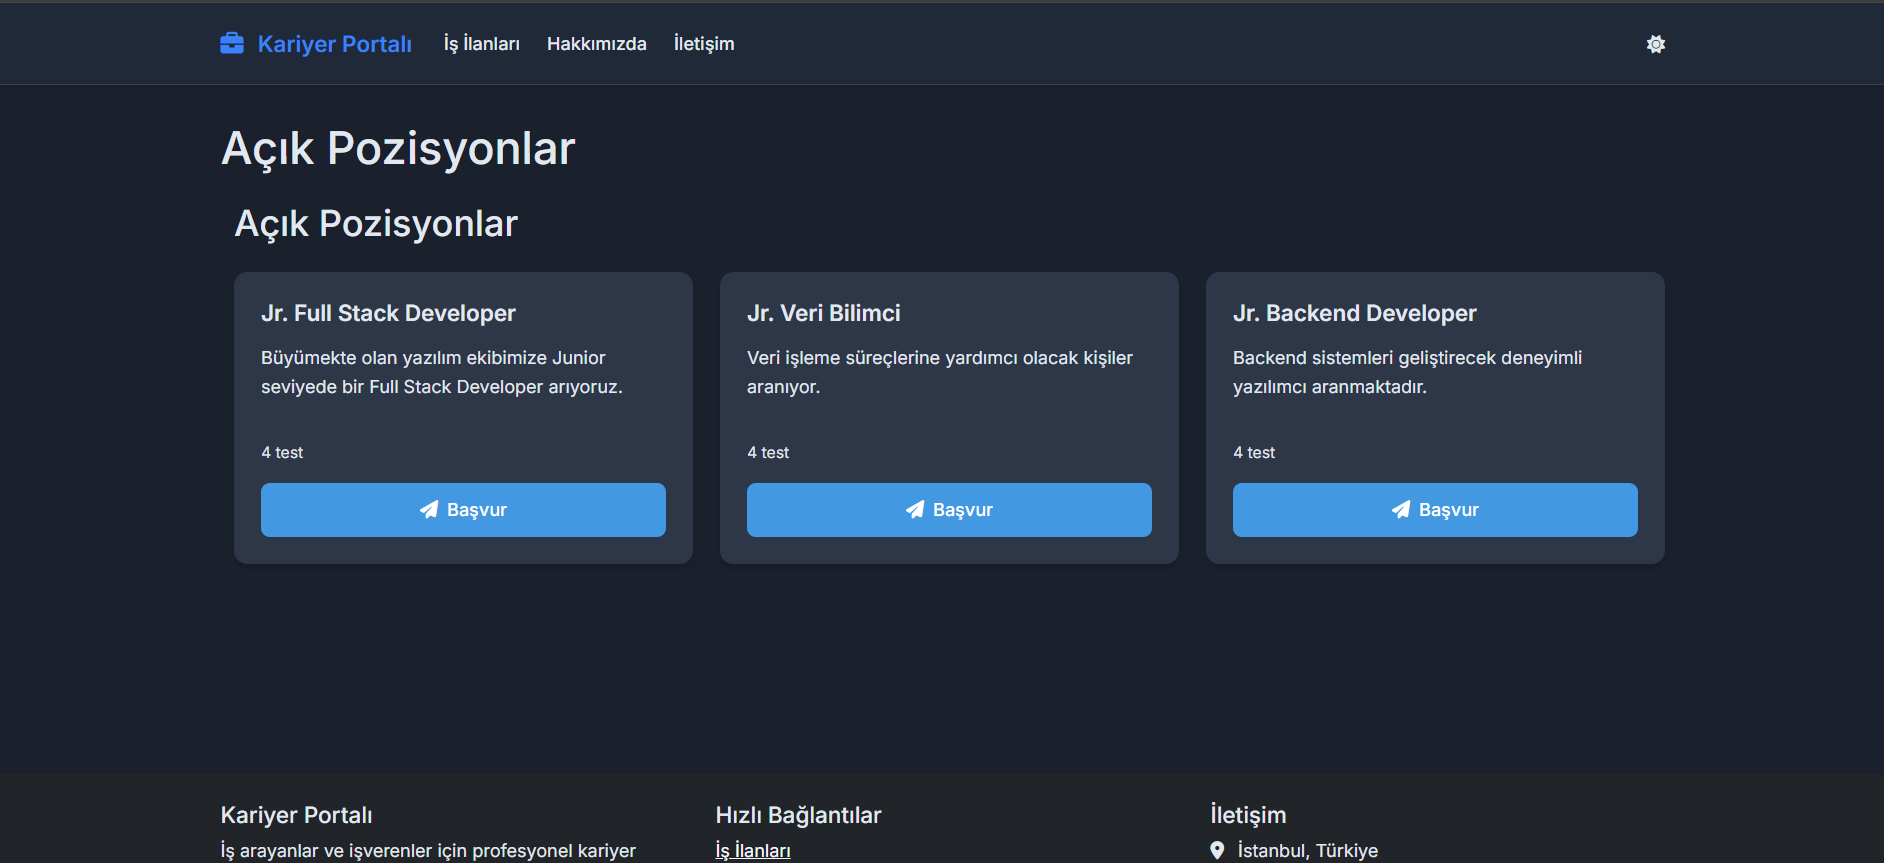 Kariyer Portalı
İş İlanları
Hakkımızda
İletişim
Açık Pozisyonlar
Açık Pozisyonlar
Jr. Full Stack Developer
Büyümekte olan yazılım ekibimize Junior
seviyede bir Full Stack Developer arıyoruz.
4 test
Başvur
Jr. Veri Bilimci
Veri işleme süreçlerine yardımcı olacak kişiler
aranıyor.
4 test
Başvur
Jr. Backend Developer
Backend sistemleri geliştirecek deneyimli
yazılımcı aranmaktadır.
4 test
Başvur
Kariyer Portalı
İş arayanlar ve işverenler için profesyonel kariyer
Hızlı Bağlantılar
İş İlanları
İletişim
İstanbul, Türkiye